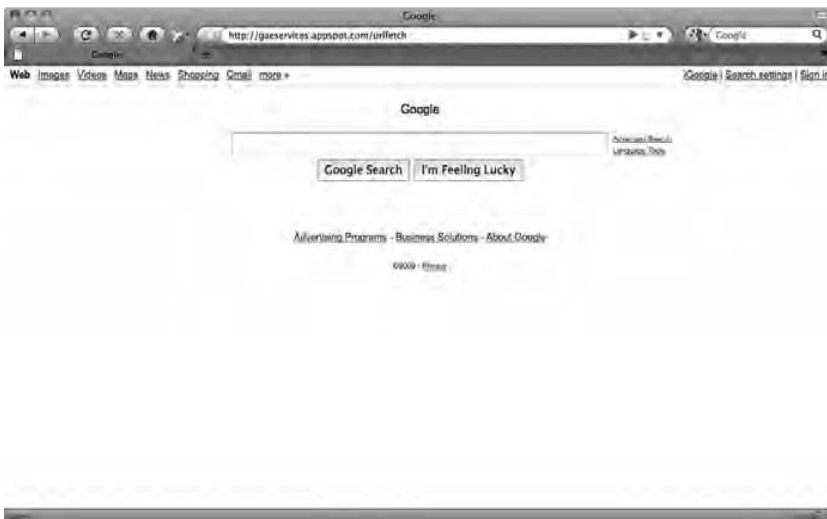 Google
http://gaeservices.appspot.com/urlfetch
Google
Google
Web Images Videos Maps News Shopping Gmail more »
iGoogle | Search settings | Sign in
Google
Advanced Search
Language Tools
Google Search I'm Feeling Lucky
Advertising Programs - Business Solutions - About Google
©2009 - Privacy